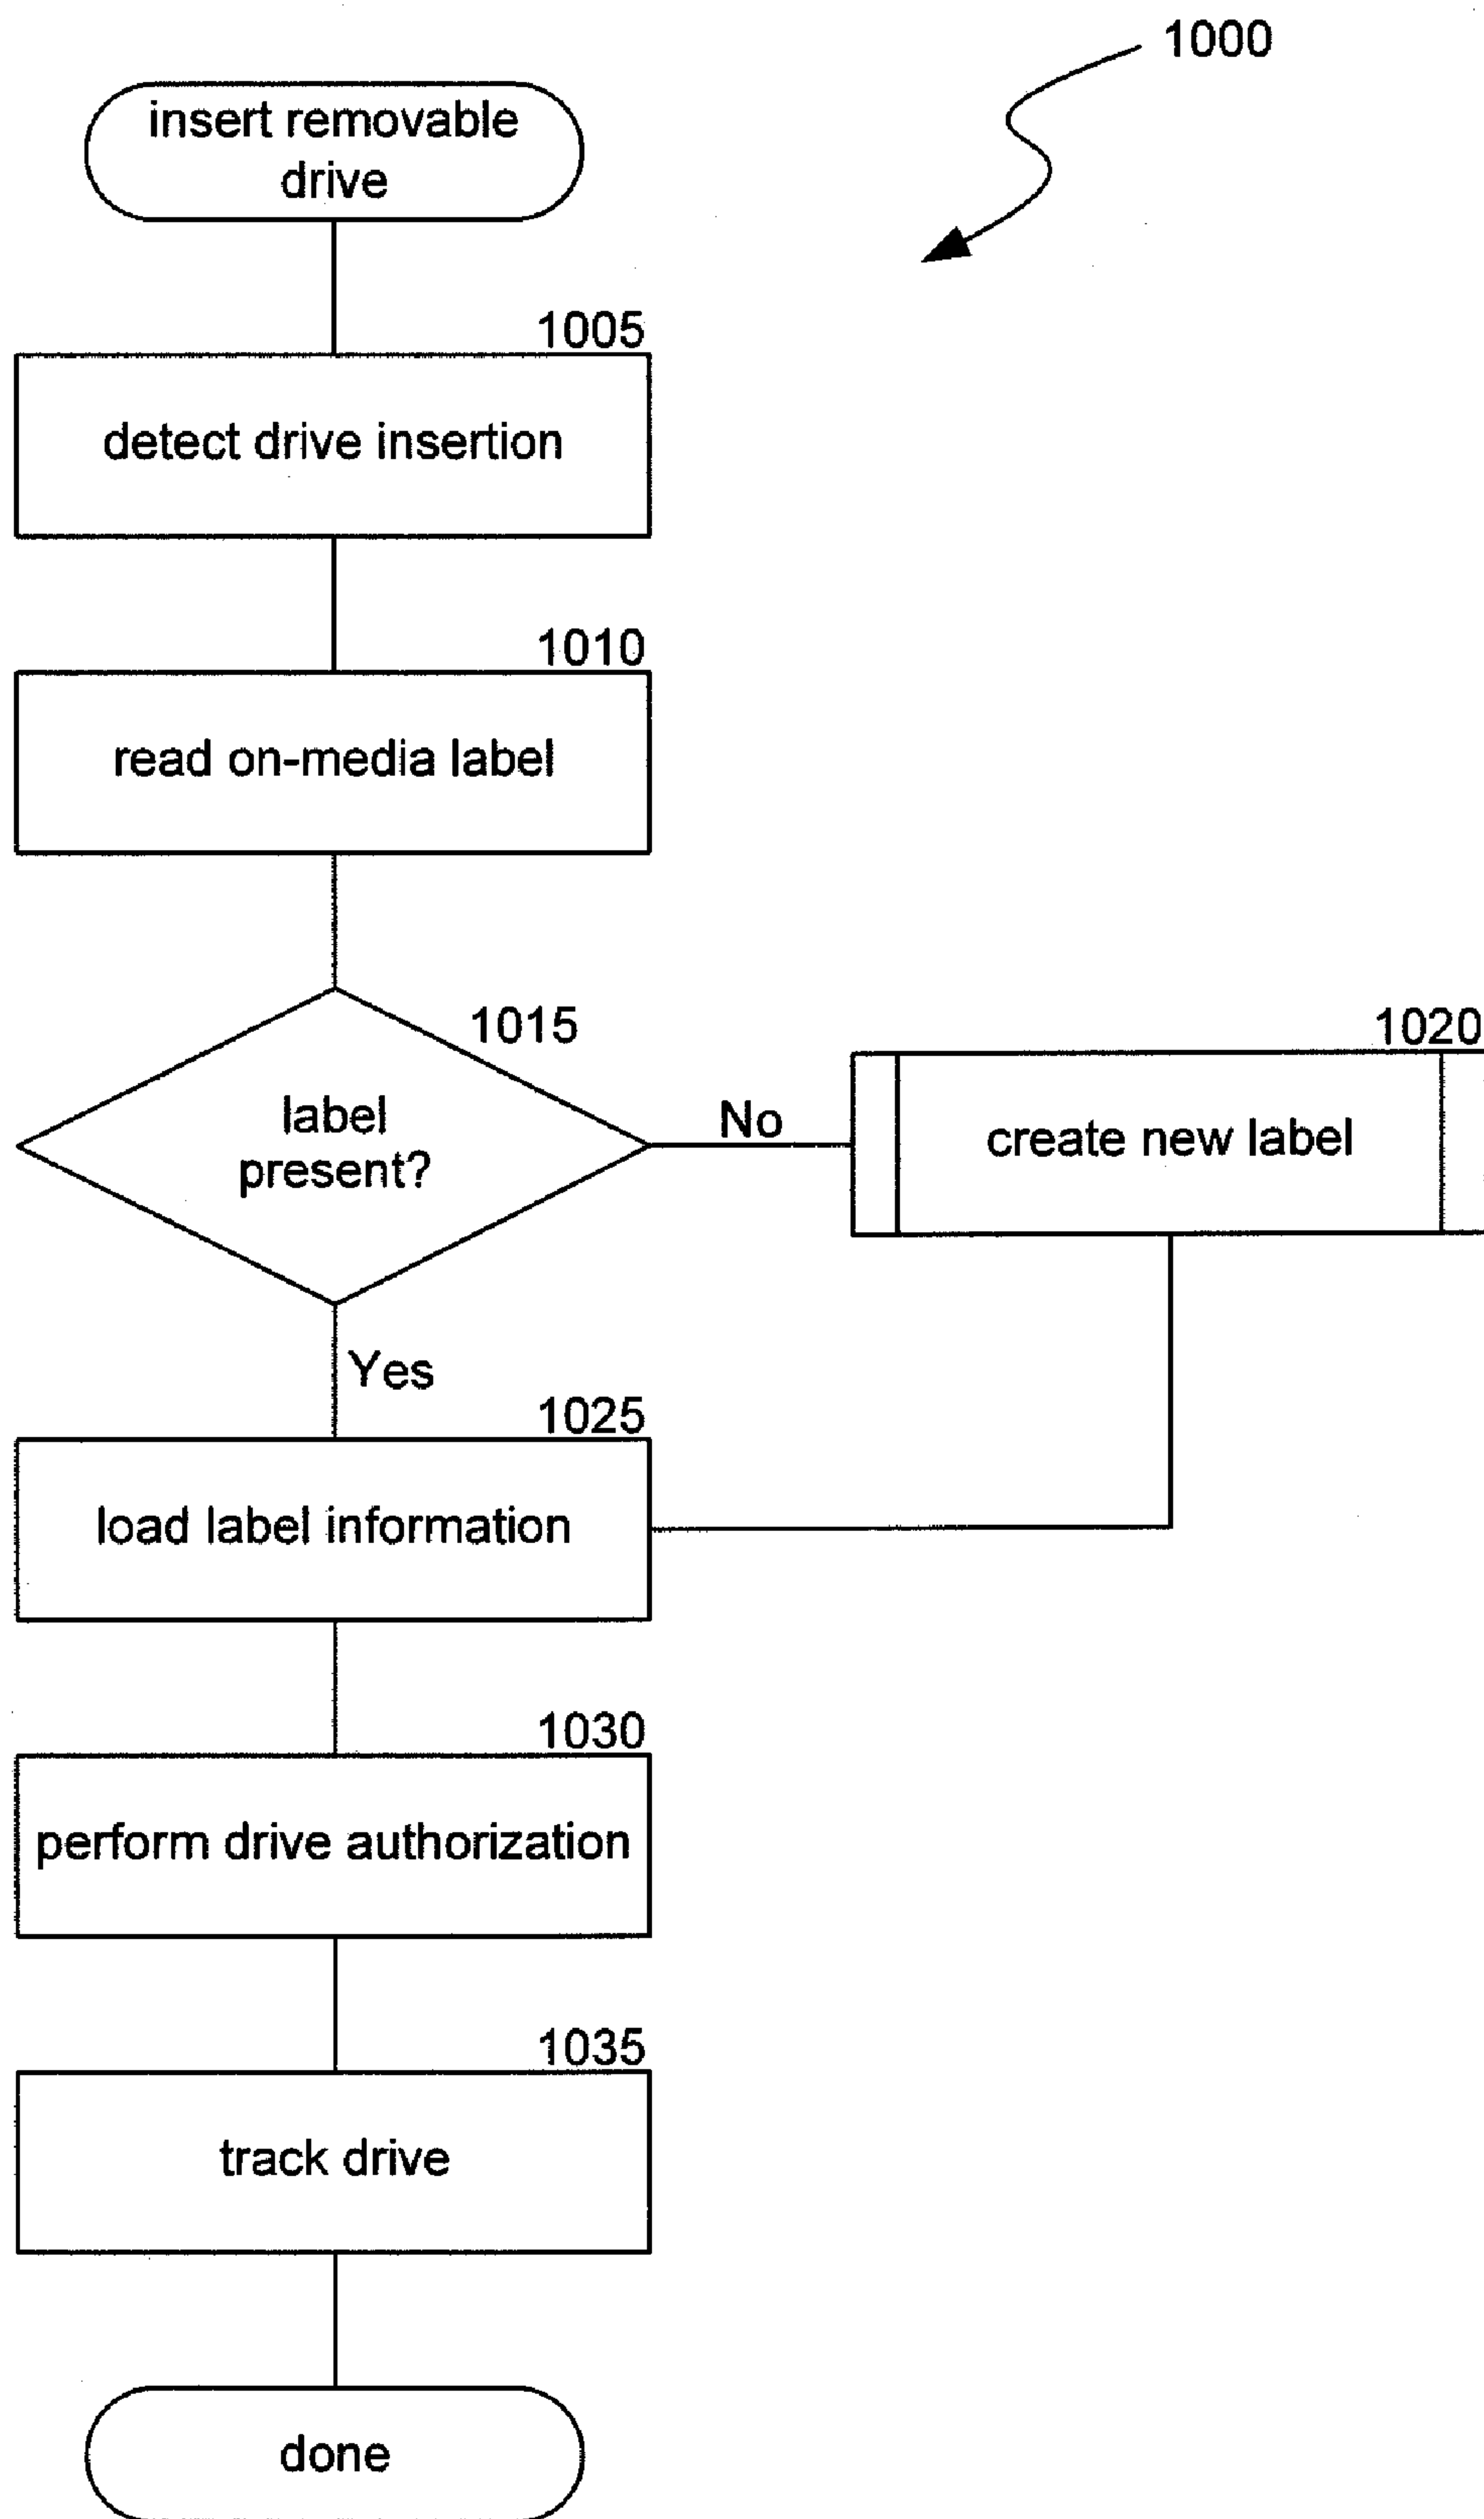 1000
insert removable
drive
1005
detect drive insertion
1010
read on-media label
1015
label
present?
No
1020
create new label
Yes
1025
load label information
1030
perform drive authorization
1035
track drive
done